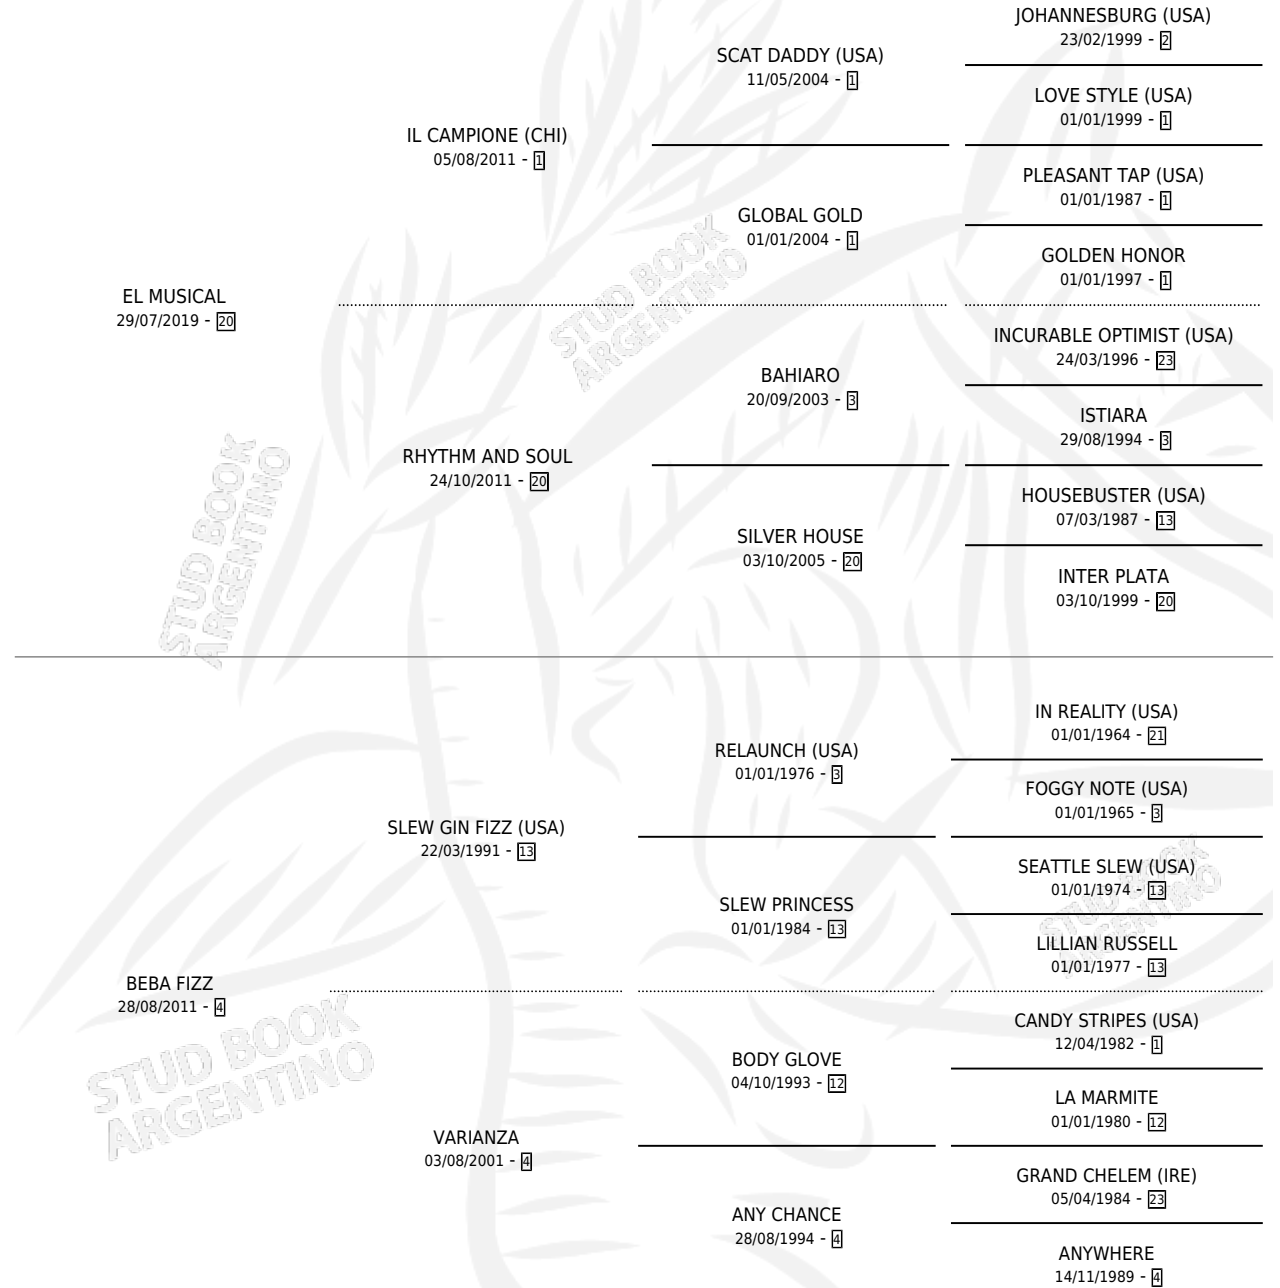 JOHANNESBURG (USA)
23/02/1999 - 2
SCAT DADDY (USA)
11/05/2004 - 1
LOVE STYLE (USA)
01/01/1999 - 1
IL CAMPIONE (CHI)
05/08/2011 - 1
PLEASANT TAP (USA)
01/01/1987 - 1
GLOBAL GOLD
01/01/2004 - 1
GOLDEN HONOR
01/01/1997 - 1
EL MUSICAL
29/07/2019 - 20
STUD BOOK
ARGENTINO
INCURABLE OPTIMIST (USA)
24/03/1996 - 23
BAHIARO
20/09/2003 - 3
ISTIARA
29/08/1994 - 3
RHYTHM AND SOUL
24/10/2011 - 20
HOUSEBUSTER (USA)
07/03/1987 - 13
SILVER HOUSE
03/10/2005 - 20
INTER PLATA
03/10/1999 - 20
STUD BOOK
ARGENTINO
IN REALITY (USA)
01/01/1964 - 21
RELAUNCH (USA)
01/01/1976 - 3
FOGGY NOTE (USA)
01/01/1965 - 3
SLEW GIN FIZZ (USA)
22/03/1991 - 13
SEATTLE SLEW (USA)
01/01/1974 - 13
SLEW PRINCESS
01/01/1984 - 13
LILLIAN RUSSELL
01/01/1977 - 13
STUD BOOK
ARGENTINO
BEBA FIZZ
28/08/2011 - 4
CANDY STRIPES (USA)
12/04/1982 - 1
BODY GLOVE
04/10/1993 - 12
LA MARMITE
01/01/1980 - 12
STUD BOOK
ARGENTINO
VARIANZA
03/08/2001 - 4
GRAND CHELEM (IRE)
05/04/1984 - 23
ANY CHANCE
28/08/1994 - 4
ANYWHERE
14/11/1989 - 4